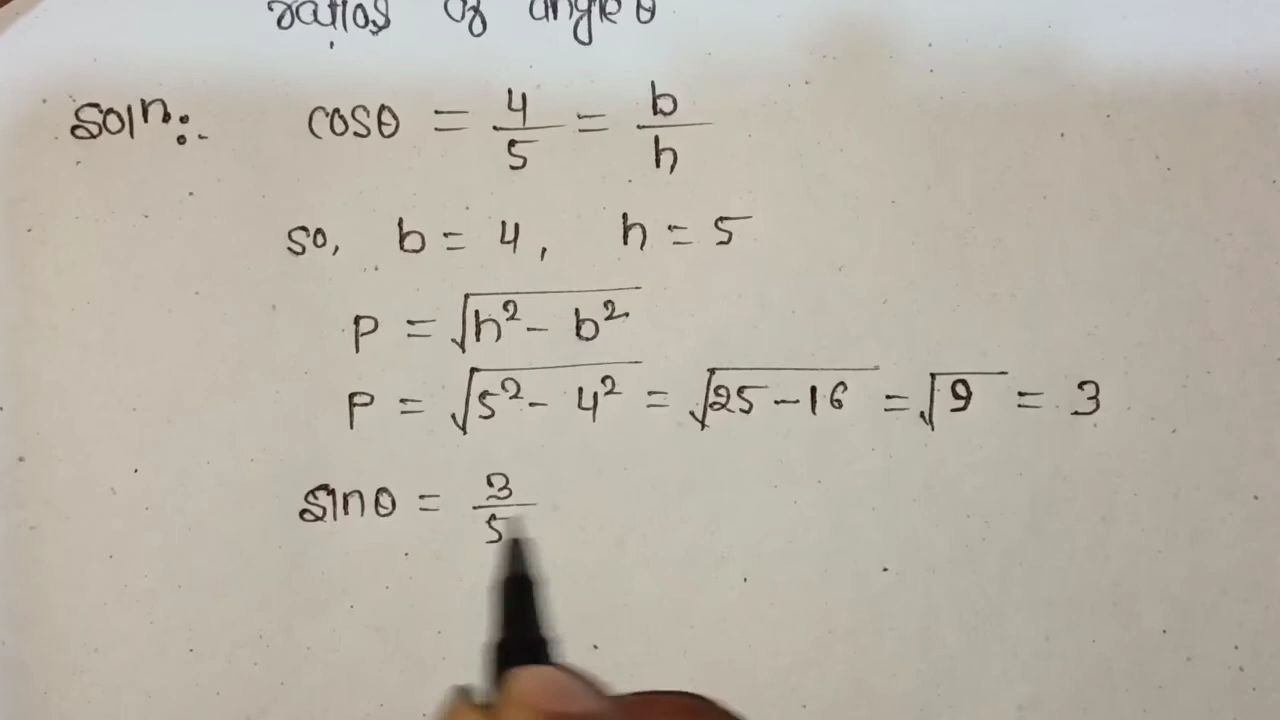 ratios of angle θ
Soln:. cosθ = 4/5 = b/h
so, b = 4, h = 5
P = √(h² - b²)
P = √(5² - 4²) = √(25 - 16) = √9 = 3
sinθ = 3/5